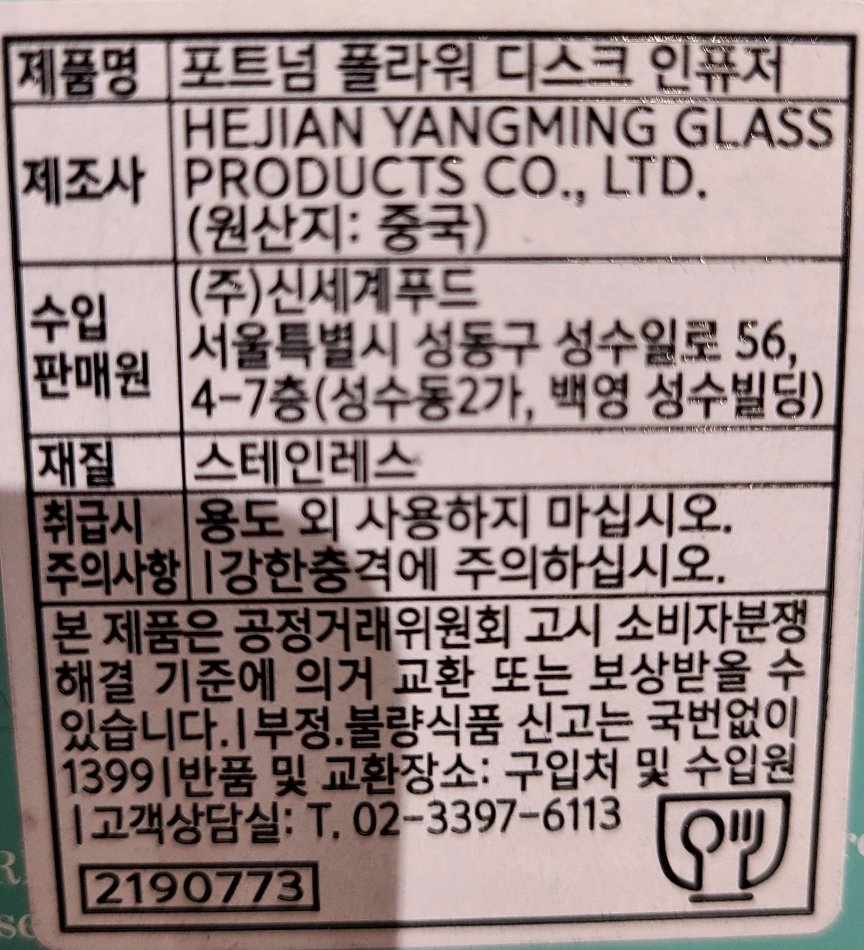 제품명 포트넘 플라워 디스크 인퓨저
제조사
HEJIAN YANGMING GLASS
PRODUCTS CO., LTD.
(원산지: 중국)
수입
판매원
(주)신세계푸드
서울특별시 성동구 성수일로 56,
4-7층(성수동2가, 백영 성수빌딩)
재질 스테인레스
취급시
주의사항
용도 외 사용하지 마십시오.
|강한충격에 주의하십시오.
본 제품은 공정거래위원회 고시 소비자분쟁
해결 기준에 의거 교환 또는 보상받을 수
있습니다.|부정.불량식품 신고는 국번없이
1399|반품 및 교환장소: 구입처 및 수입원
|고객상담실: T. 02-3397-6113
2190773